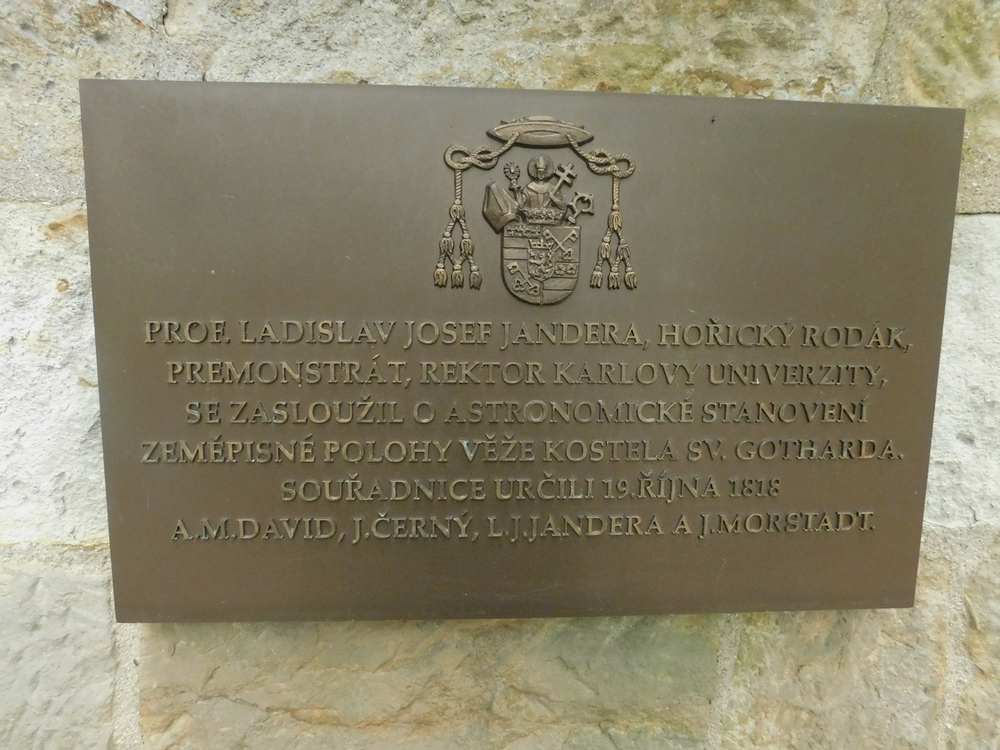 PROF. LADISLAV JOSEF JANDERA, HOŘICKÝ RODÁK,
PREMONSTRÁT, REKTOR KARLOVY UNIVERZITY,
SE ZASLOUŽIL O ASTRONOMICKÉ STANOVENÍ
ZEMĚPISNÉ POLOHY VĚŽE KOSTELA SV. GOTHARDA.
SOUŘADNICE URČILI 19.ŘÍJNA 1818
A.M.DAVID, J.ČERNÝ, L.J.JANDERA A J.MORSTADT.